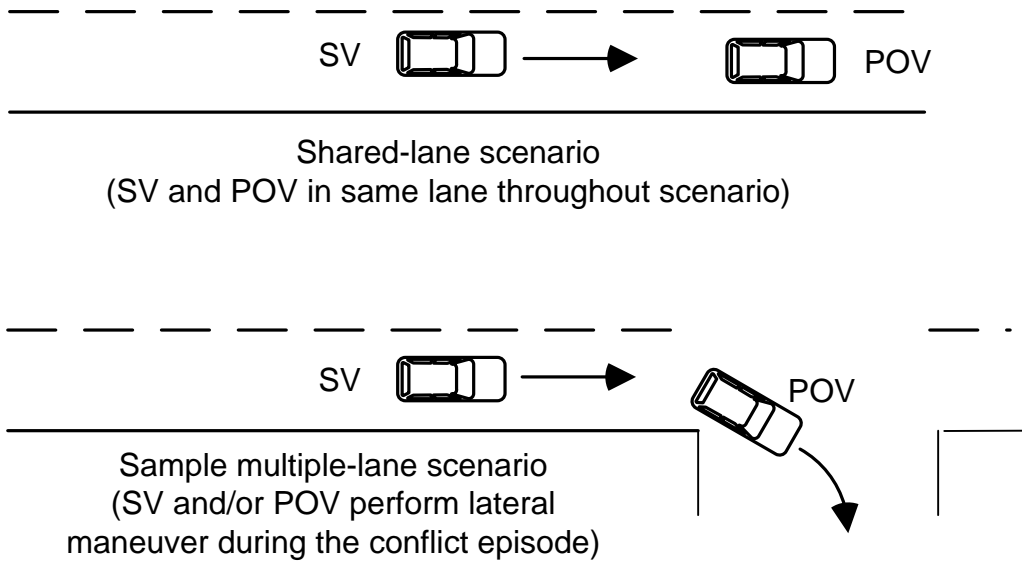 SV
POV
Shared-lane scenario
(SV and POV in same lane throughout scenario)
SV
POV
Sample multiple-lane scenario
(SV and/or POV perform lateral
maneuver during the conflict episode)